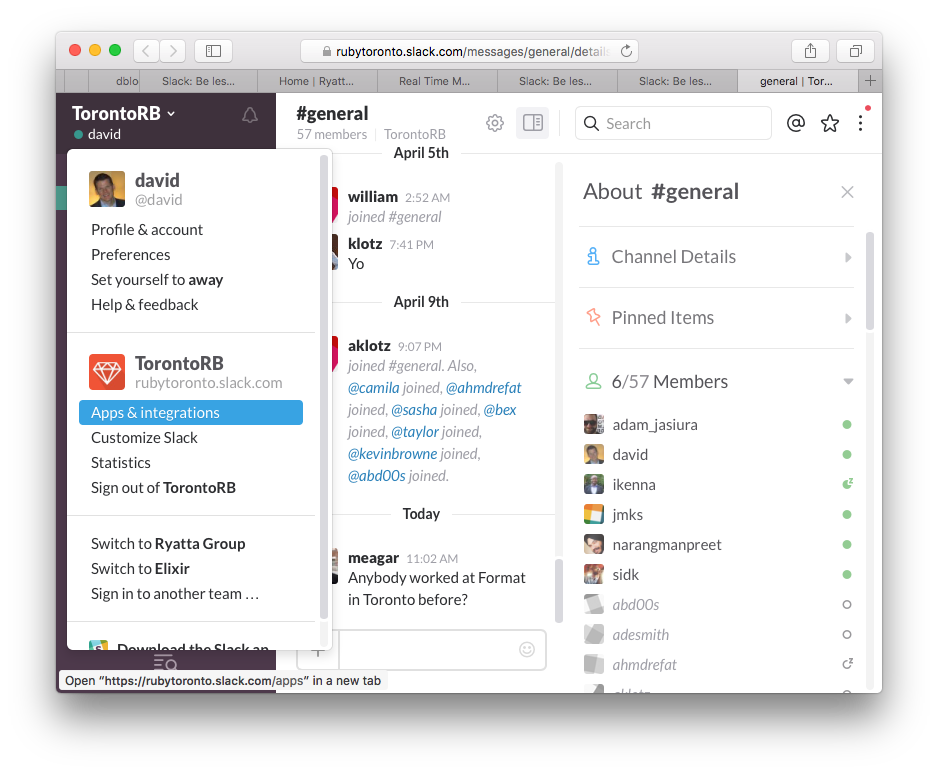 rubytoronto.slack.com/messages/general/detail
dblo
Slack: Be les...
Home | Ryatt...
Real Time M...
Slack: Be les...
Slack: Be les...
general | Tor...
TorontoRB
david
david
@david
Profile & account
Preferences
Set yourself to away
Help & feedback
TorontoRB
rubytoronto.slack.com
Apps & integrations
Customize Slack
Statistics
Sign out of TorontoRB
Switch to Ryatta Group
Switch to Elixir
Sign in to another team …
Download the Slack ap
Open “https://rubytoronto.slack.com/apps” in a new tab
#general
57 members
TorontoRB
Search
April 5th
william 2:52 AM
joined #general
klotz 7:41 PM
Yo
April 9th
aklotz 9:07 PM
joined #general. Also,
@camila joined, @ahmdrefat
joined, @sasha joined, @bex
joined, @taylor joined,
@kevinbrowne joined,
@abd00s joined.
Today
meagar 11:02 AM
Anybody worked at Format
in Toronto before?
About #general
Channel Details
Pinned Items
6/57 Members
adam_jasiura
david
ikenna
jmks
narangmanpreet
sidk
abd00s
adesmith
ahmdrefat
aklotz